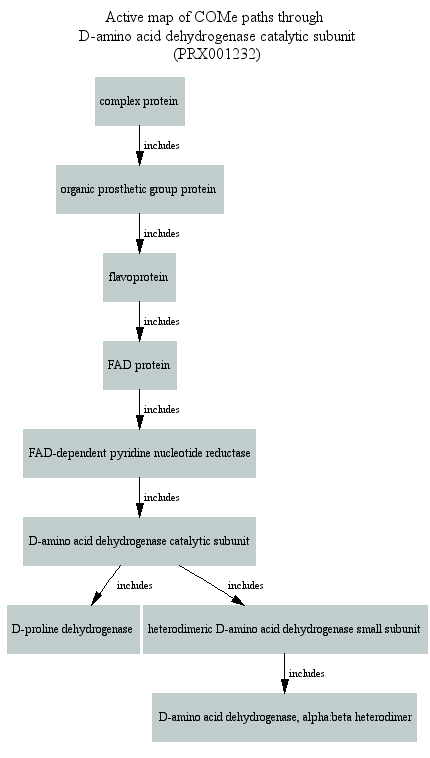 Active map of COMe paths through
D-amino acid dehydrogenase catalytic subunit
(PRX001232)
complex protein
includes
organic prosthetic group protein
includes
flavoprotein
includes
FAD protein
includes
FAD-dependent pyridine nucleotide reductase
includes
D-amino acid dehydrogenase catalytic subunit
includes
includes
D-proline dehydrogenase
heterodimeric D-amino acid dehydrogenase small subunit
includes
D-amino acid dehydrogenase, alpha:beta heterodimer